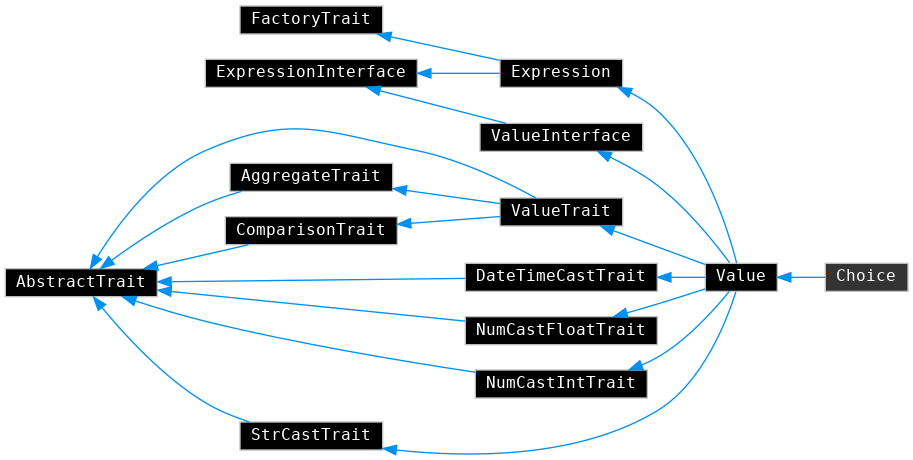 FactoryTrait
ExpressionInterface
Expression
ValueInterface
AggregateTrait
ValueTrait
ComparisonTrait
AbstractTrait
DateTimeCastTrait
Value
Choice
NumCastFloatTrait
NumCastIntTrait
StrCastTrait